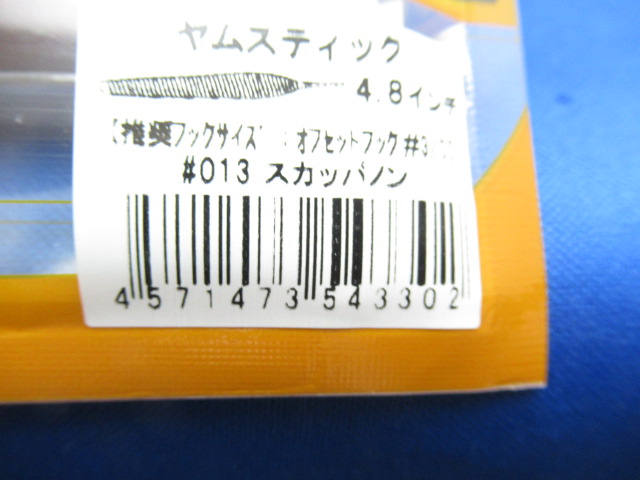 ヤムスティック
4.8インチ
【推奨フックサイズ:オフセットフック#3/
#013 スカッパノン
4571473543302